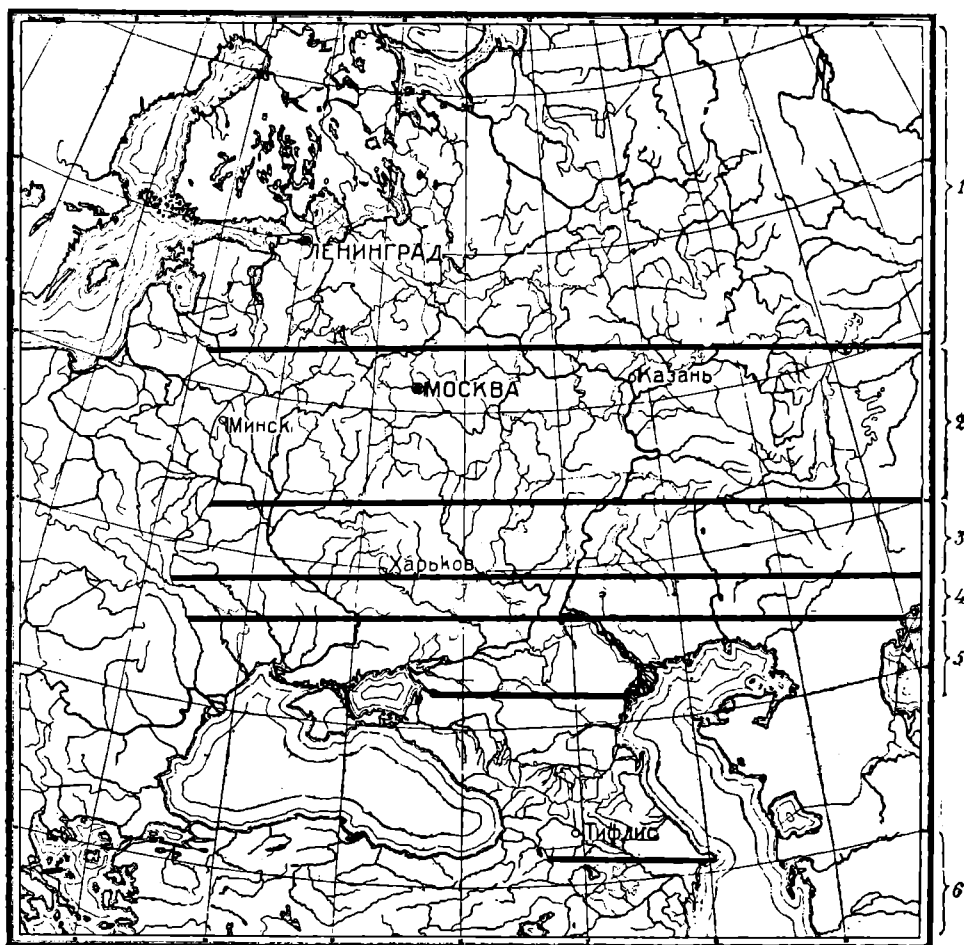 1
ЛЕНИНГРАД
МОСКВА
Казань
Минск
2
3
Харьков
4
5
Тифлис
6